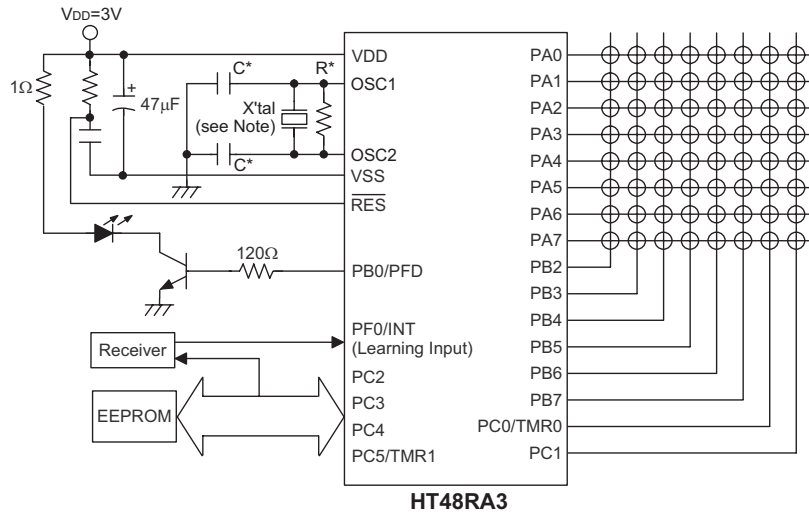 VDD=3V
1Ω
47μF
C*
C*
X'tal
(see Note)
R*
120Ω
Receiver
EEPROM
VDD
OSC1
OSC2
VSS
RES
PB0/PFD
PF0/INT
(Learning Input)
PC2
PC3
PC4
PC5/TMR1
PA0
PA1
PA2
PA3
PA4
PA5
PA6
PA7
PB2
PB3
PB4
PB5
PB6
PB7
PC0/TMR0
PC1
+
HT48RA3